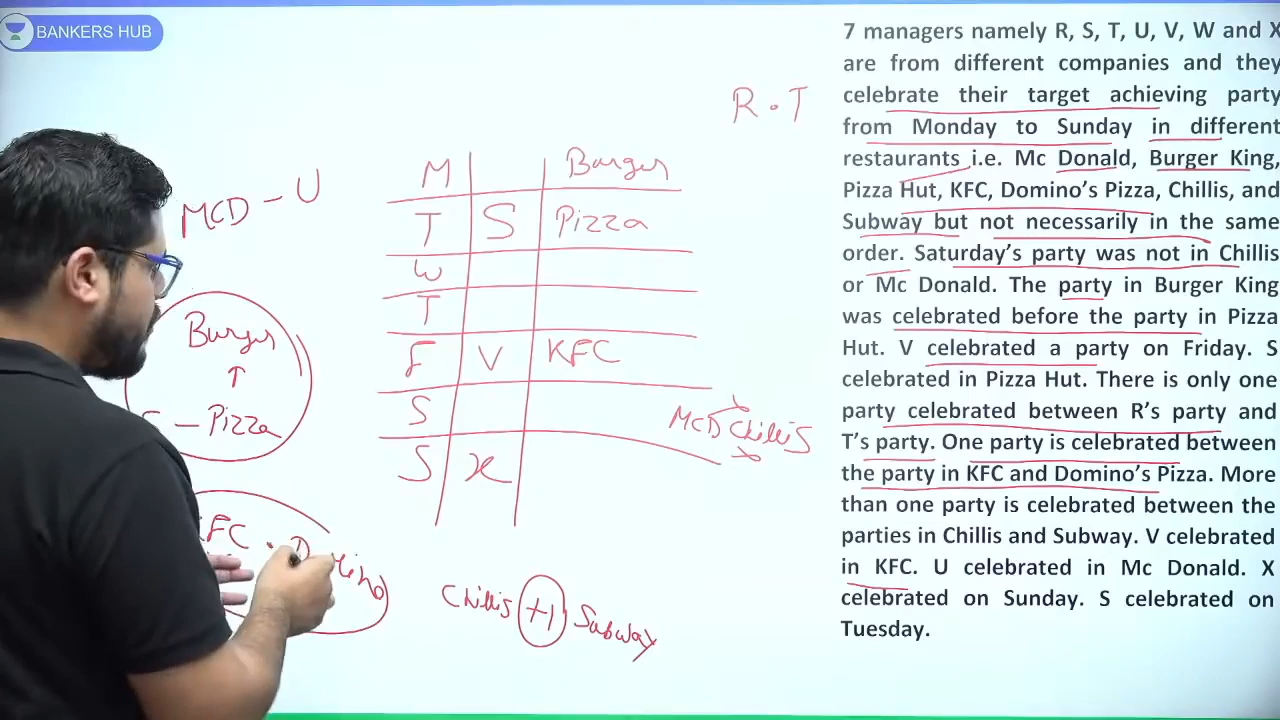 BANKERS HUB
7 managers namely R, S, T, U, V, W and X
are from different companies and they
celebrate their target achieving party
from Monday to Sunday in different
restaurants i.e. Mc Donald, Burger King,
Pizza Hut, KFC, Domino's Pizza, Chillis, and
Subway but not necessarily in the same
order. Saturday's party was not in Chillis
or Mc Donald. The party in Burger King
was celebrated before the party in Pizza
Hut. V celebrated a party on Friday. S
celebrated in Pizza Hut. There is only one
party celebrated between R's party and
T's party. One party is celebrated between
the party in KFC and Domino's Pizza. More
than one party is celebrated between the
parties in Chillis and Subway. V celebrated
in KFC. U celebrated in Mc Donald. X
celebrated on Sunday. S celebrated on
Tuesday.
R . T
MCD - U
M Burger
T S Pizza
W
T
F V KFC
S
S X
MCD Chillis
Burger
↑
— Pizza
KFC .
Chillis +1 Subway